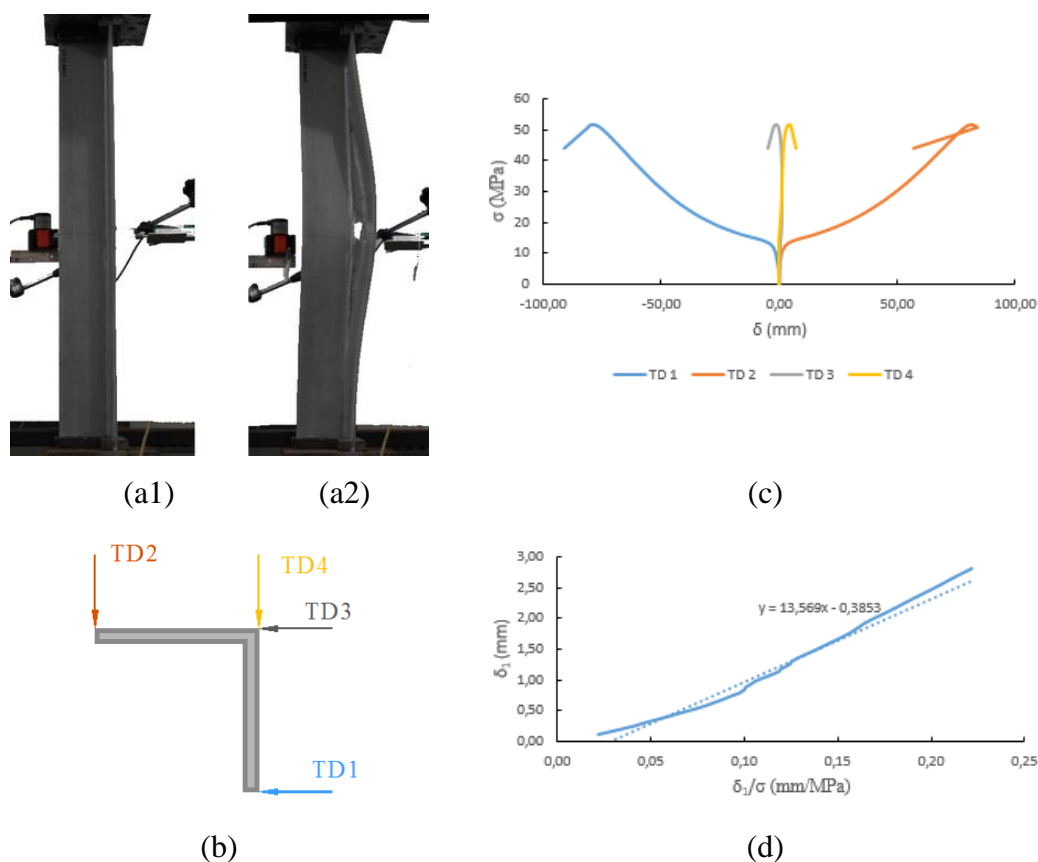 (a1)
(a2)
60
50
40
30
20
10
0
σ (MPa)
-100,00
-50,00
0,00
50,00
100,00
δ (mm)
TD 1
TD 2
TD 3
TD 4
(c)
TD2
TD4
TD3
TD1
(b)
3,00
2,50
2,00
1,50
1,00
0,50
0,00
δ₁ (mm)
y = 13,569x - 0,3853
0,00
0,05
0,10
0,15
0,20
0,25
δ₁/σ (mm/MPa)
(d)